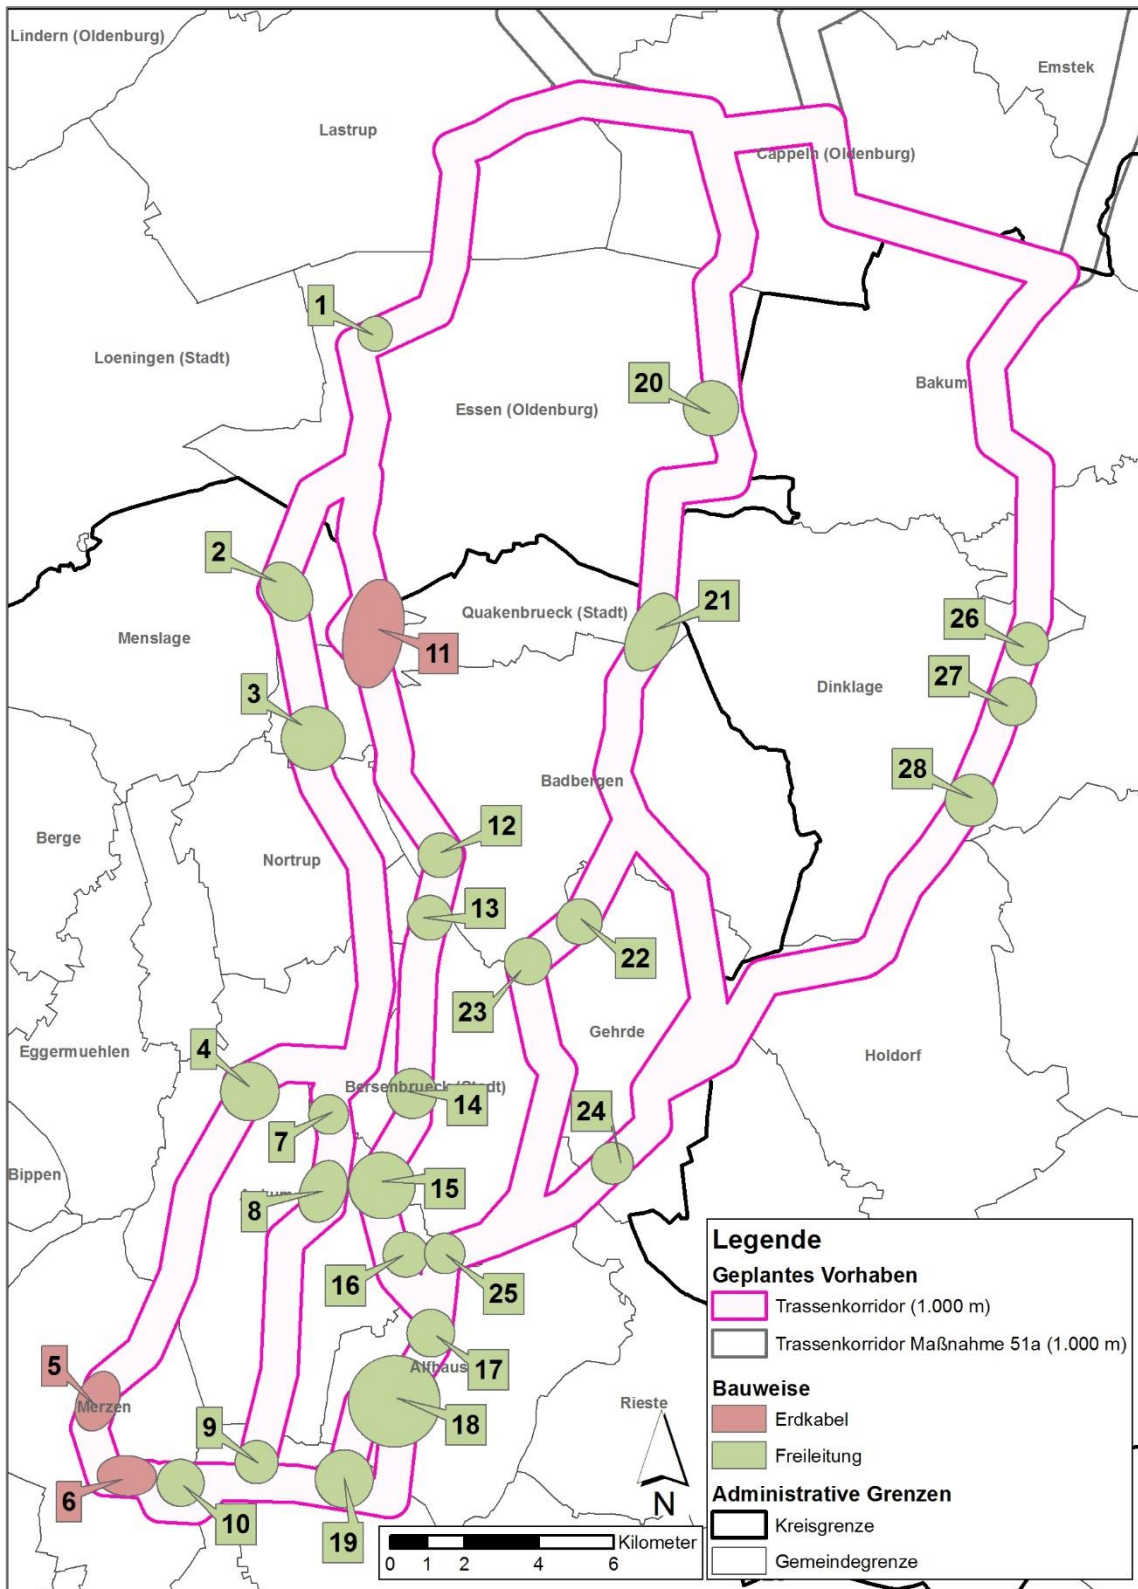 Lindern (Oldenburg)
Emstek
Lastrup
Cappeln (Oldenburg)
1
Loeningen (Stadt)
20
Bakum
Essen (Oldenburg)
2
Quakenbrueck (Stadt)
21
Menslage
11
26
3
27
Dinklage
28
Badbergen
12
Berge
Nortrup
13
22
23
Gehrde
4
Eggermuehlen
Holdorf
Bersenbrueck (Stadt)
14
24
7
Bippen
15
8
16
25
17
5
Alfhaus
Merzen
18
Rieste
9
6
10
19
N
Kilometer
0 1 2 4 6
Legende
Geplantes Vorhaben
Trassenkorridor (1.000 m)
Trassenkorridor Maßnahme 51a (1.000 m)
Bauweise
Erdkabel
Freileitung
Administrative Grenzen
Kreisgrenze
Gemeindegrenze